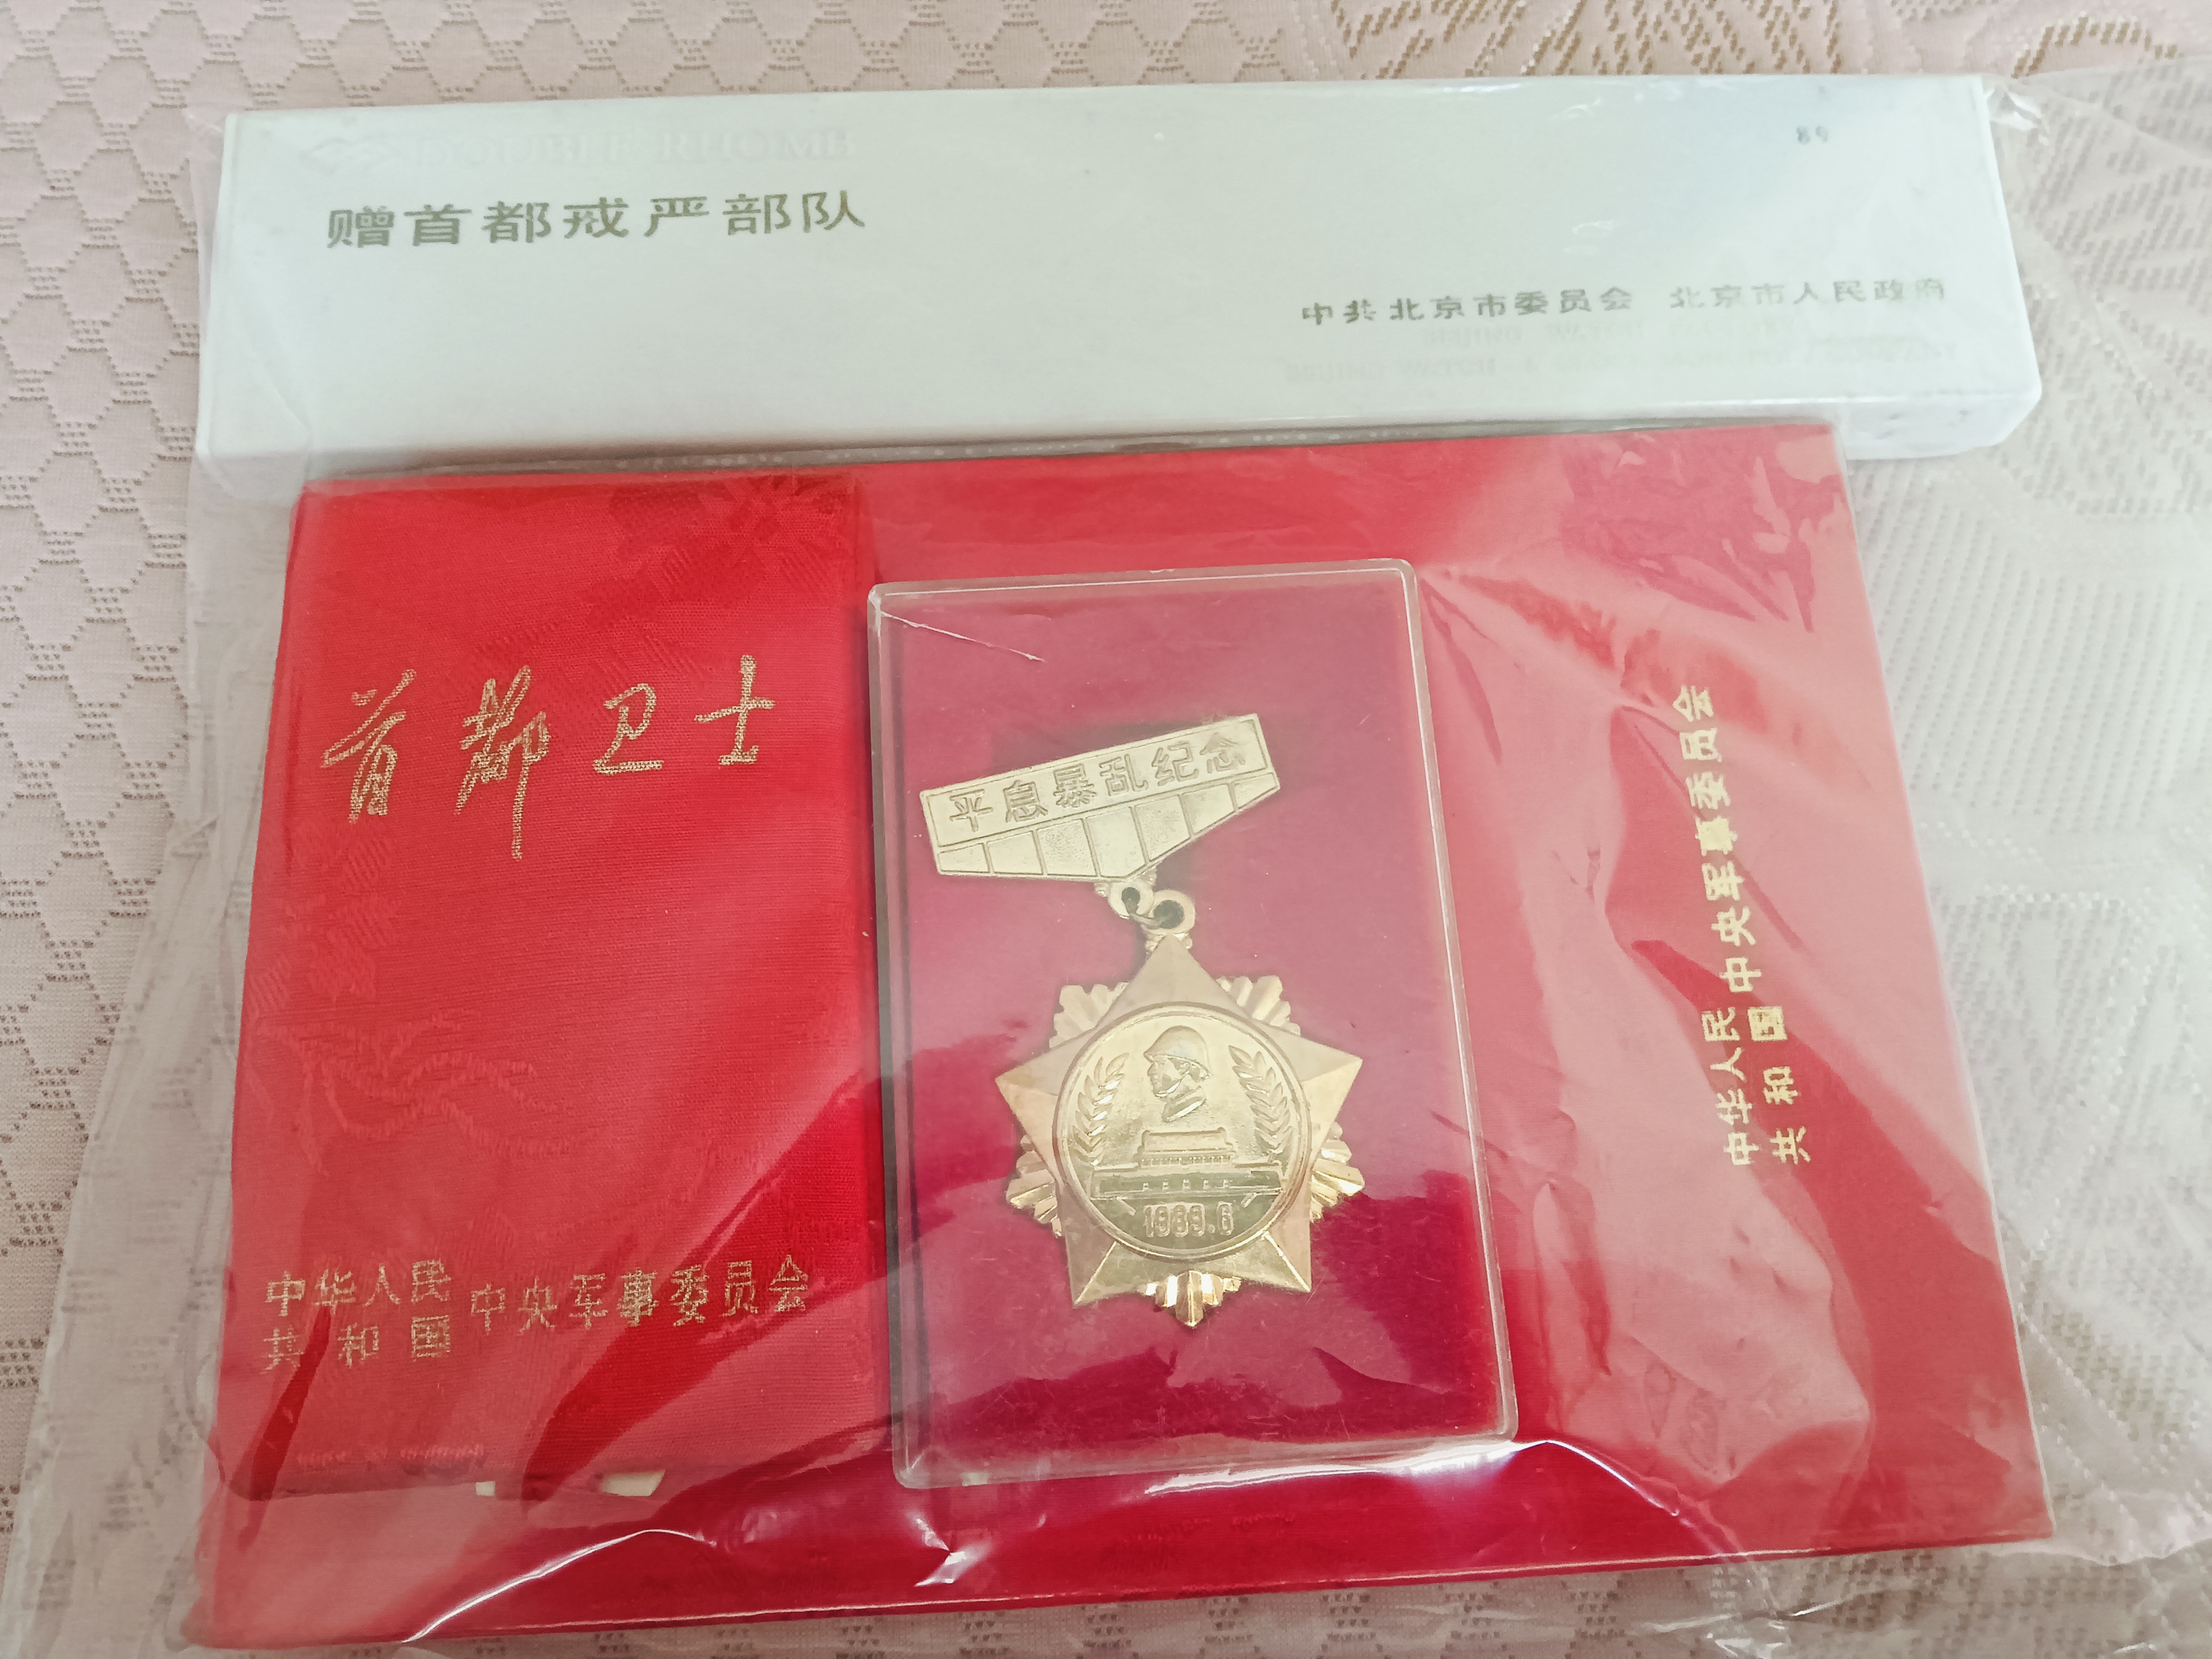 DOUBLE RHOMB
89
赠首都戒严部队
中共北京市委员会 北京市人民政府
首都卫士
中华人民
共和国
中央军事委员会
平息暴乱纪念
1989.6
中华人民
共和国
中央军事委员会